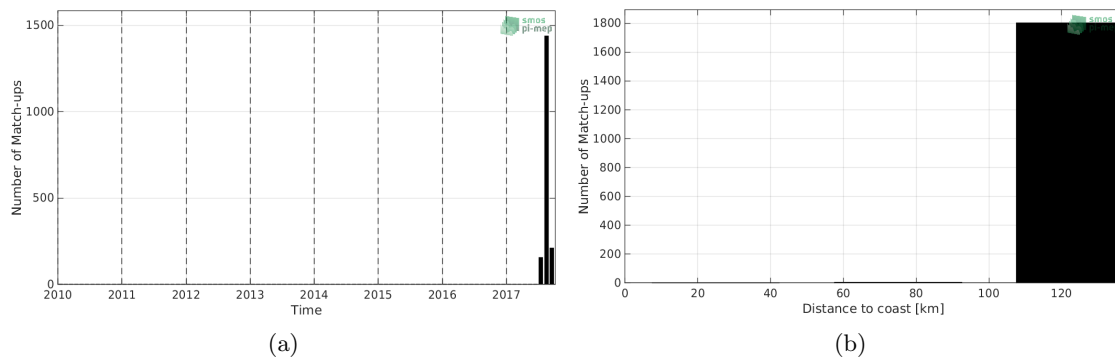 smos
pi-mep
1500
1000
500
0
Number of Match-ups
2010 2011 2012 2013 2014 2015 2016 2017
Time
(a)
smos
pi-mep
1800
1600
1400
1200
1000
800
600
400
200
0
Number of Match-ups
0 20 40 60 80 100 120
Distance to coast [km]
(b)